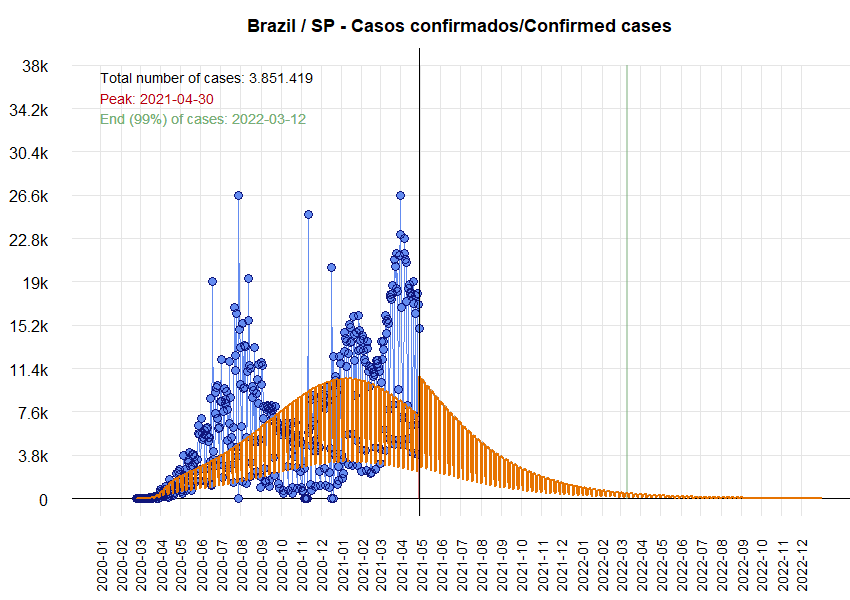 Brazil / SP - Casos confirmados/Confirmed cases
38k
Total number of cases: 3.851.419
Peak: 2021-04-30
End (99%) of cases: 2022-03-12
34.2k
30.4k
26.6k
22.8k
19k
15.2k
11.4k
7.6k
3.8k
0
2020-01
2020-02
2020-03
2020-04
2020-05
2020-06
2020-07
2020-08
2020-09
2020-10
2020-11
2020-12
2021-01
2021-02
2021-03
2021-04
2021-05
2021-06
2021-07
2021-08
2021-09
2021-10
2021-11
2021-12
2022-01
2022-02
2022-03
2022-04
2022-05
2022-06
2022-07
2022-08
2022-09
2022-10
2022-11
2022-12